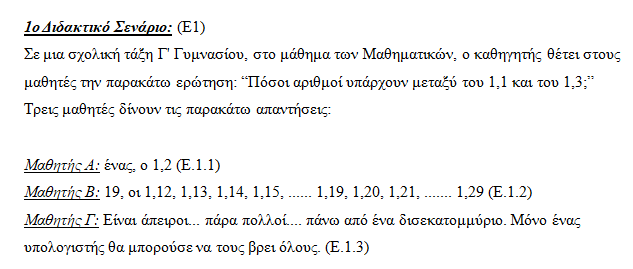 1ο Διδακτικό Σενάριο: (Ε1)
Σε μια σχολική τάξη Γ' Γυμνασίου, στο μάθημα των Μαθηματικών, ο καθηγητής θέτει στους
μαθητές την παρακάτω ερώτηση: “Πόσοι αριθμοί υπάρχουν μεταξύ του 1,1 και του 1,3;”
Τρεις μαθητές δίνουν τις παρακάτω απαντήσεις:
Μαθητής Α: ένας, ο 1,2 (Ε.1.1)
Μαθητής Β: 19, οι 1,12, 1,13, 1,14, 1,15, ...... 1,19, 1,20, 1,21, ....... 1,29 (Ε.1.2)
Μαθητής Γ: Είναι άπειροι... πάρα πολλοί.... πάνω από ένα δισεκατομμύριο. Μόνο ένας
υπολογιστής θα μπορούσε να τους βρει όλους. (Ε.1.3)